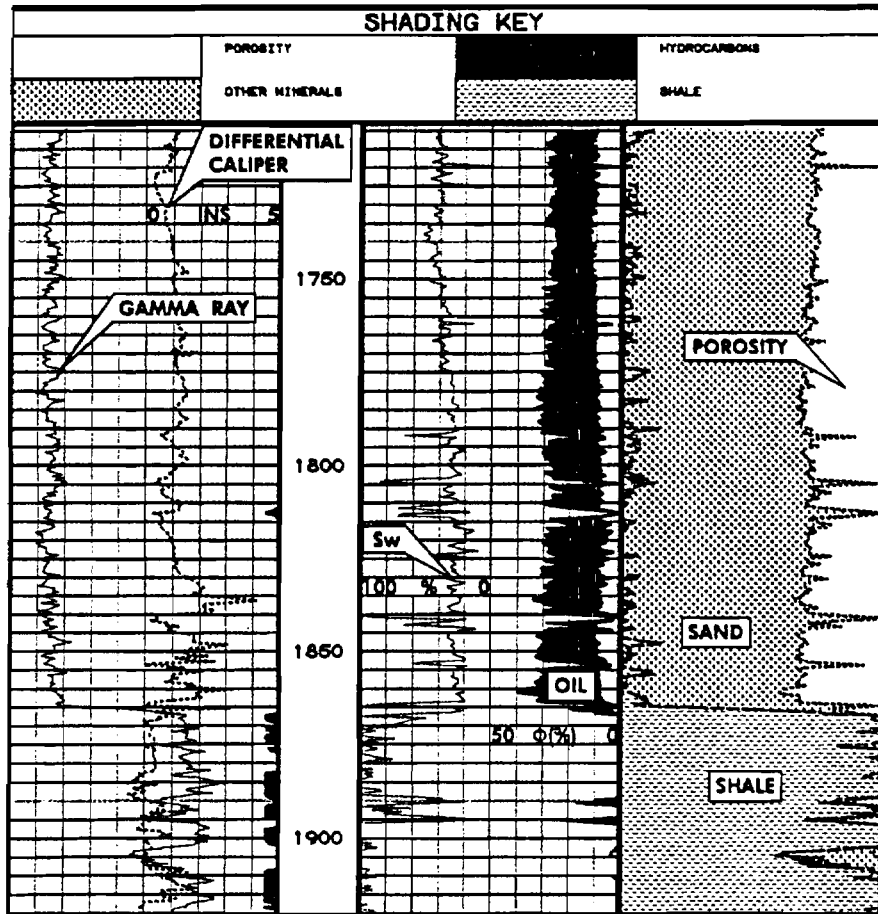 SHADING KEY
POROSITY
HYDROCARBONS
OTHER MINERALS
SHALE
DIFFERENTIAL
CALIPER
0 INS 5
1750
GAMMA RAY
POROSITY
1800
Sw
100 % 0
SAND
1850
OIL
50 Φ(%) 0
SHALE
1900